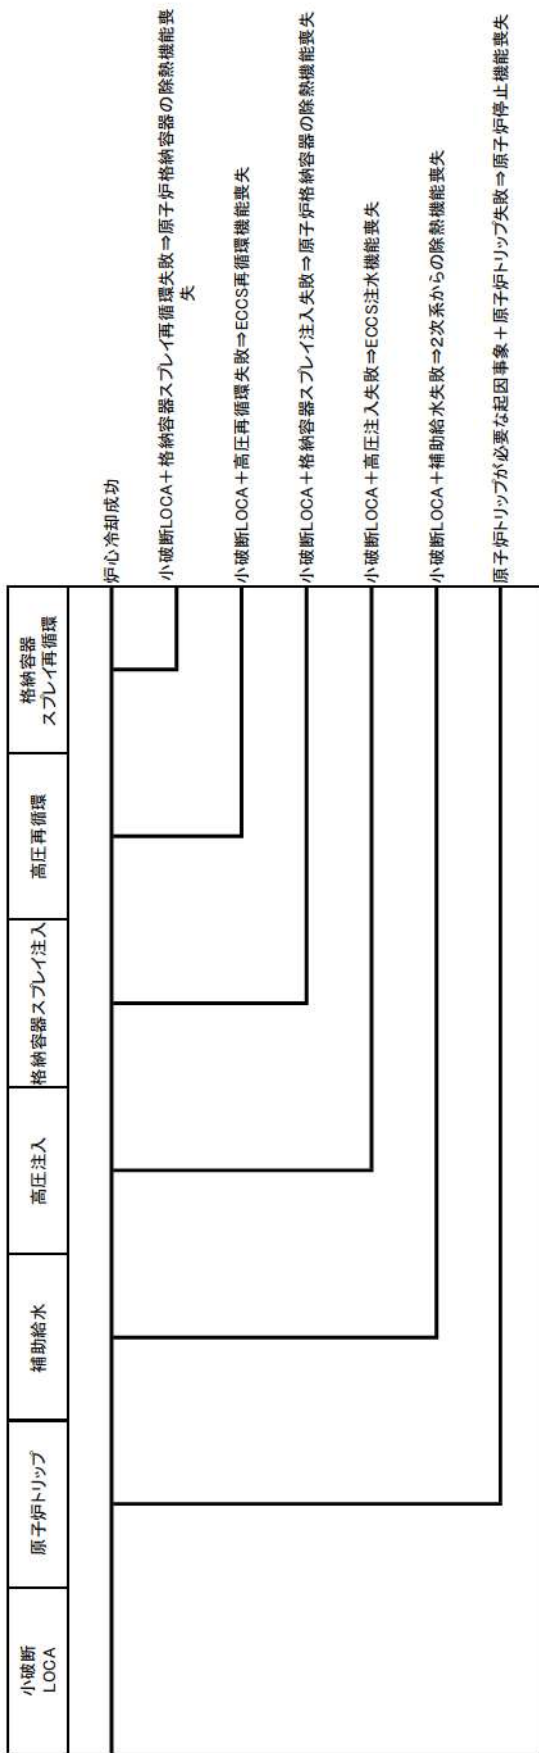 小破断
LOCA
原子炉トリップ
補助給水
高圧注入
格納容器スプレイ注入
高圧再循環
格納容器
スプレイ再循環
炉心冷却成功
小破断LOCA+格納容器スプレイ再循環失敗⇒原子炉格納容器の除熱機能喪
失
小破断LOCA+高圧再循環失敗⇒ECCS再循環機能喪失
小破断LOCA+格納容器スプレイ注入失敗⇒原子炉格納容器の除熱機能喪失
小破断LOCA+高圧注入失敗⇒ECCS注水機能喪失
小破断LOCA+補助給水失敗⇒2次系からの除熱機能喪失
原子炉トリップが必要な起因事象+原子炉トリップ失敗⇒原子炉停止機能喪失